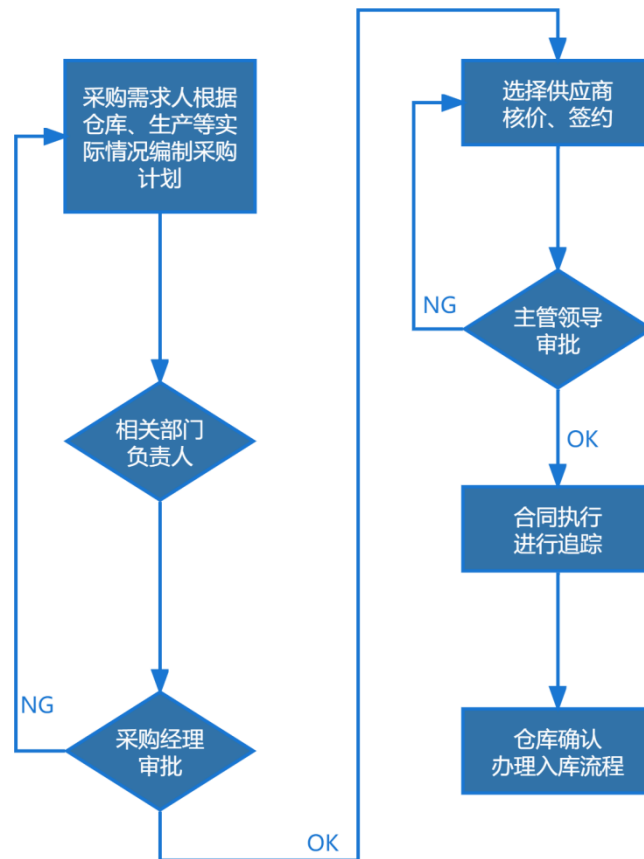 采购需求人根据
仓库、生产等实
际情况编制采购
计划
相关部门
负责人
NG
采购经理
审批
OK
选择供应商
核价、签约
NG
主管领导
审批
OK
合同执行
进行追踪
仓库确认
办理入库流程